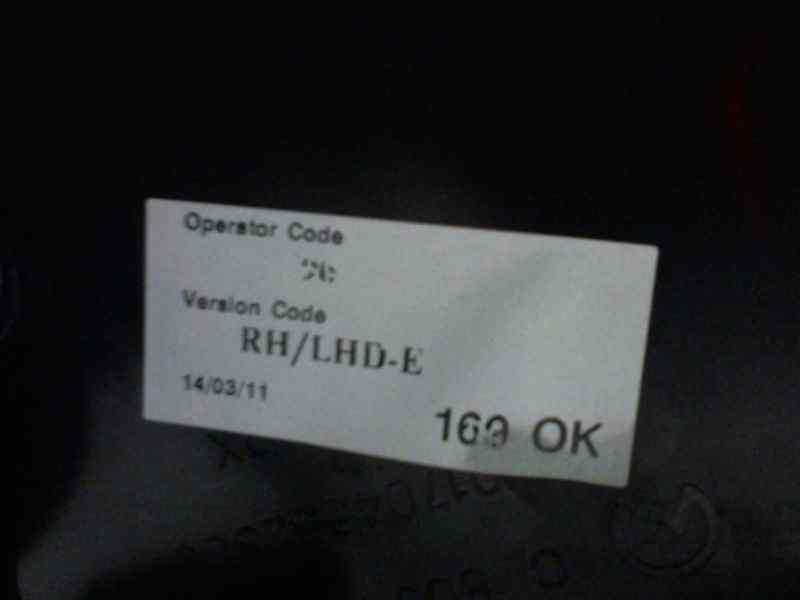 Operator Code
Version Code
RH/LHD-E
14/03/11
169 OK